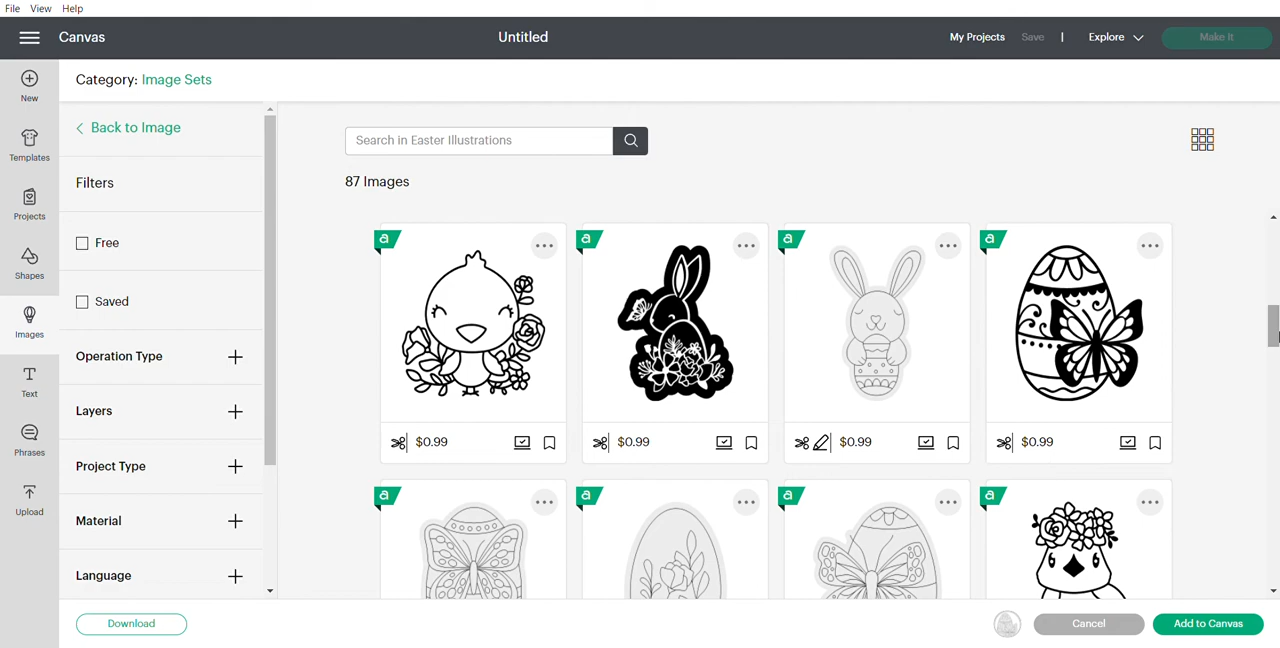 File View Help
Canvas Untitled My Projects Save | Explore Make It
New
Templates
Projects
Shapes
Images
Text
Phrases
Upload
Category: Image Sets
Back to Image
Filters
Free
Saved
Operation Type
Layers
Project Type
Material
Language
Search in Easter Illustrations
87 Images
a a a a
$0.99 $0.99 $0.99 $0.99
a a a a
Download Cancel Add to Canvas